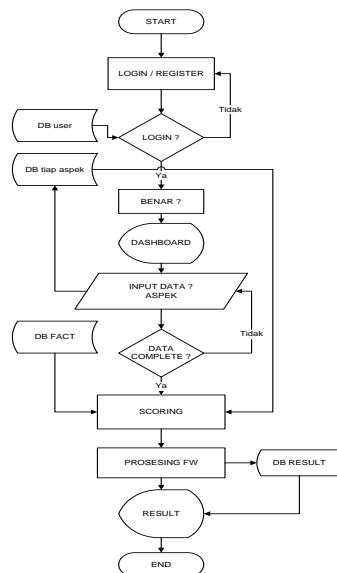 START
LOGIN / REGISTER
Tidak
DB user
LOGIN ?
DB tiap aspek
Ya
BENAR ?
DASHBOARD
INPUT DATA ?
ASPEK
Tidak
DB FACT
DATA
COMPLETE ?
Ya
SCORING
PROSESING FW
DB RESULT
RESULT
END